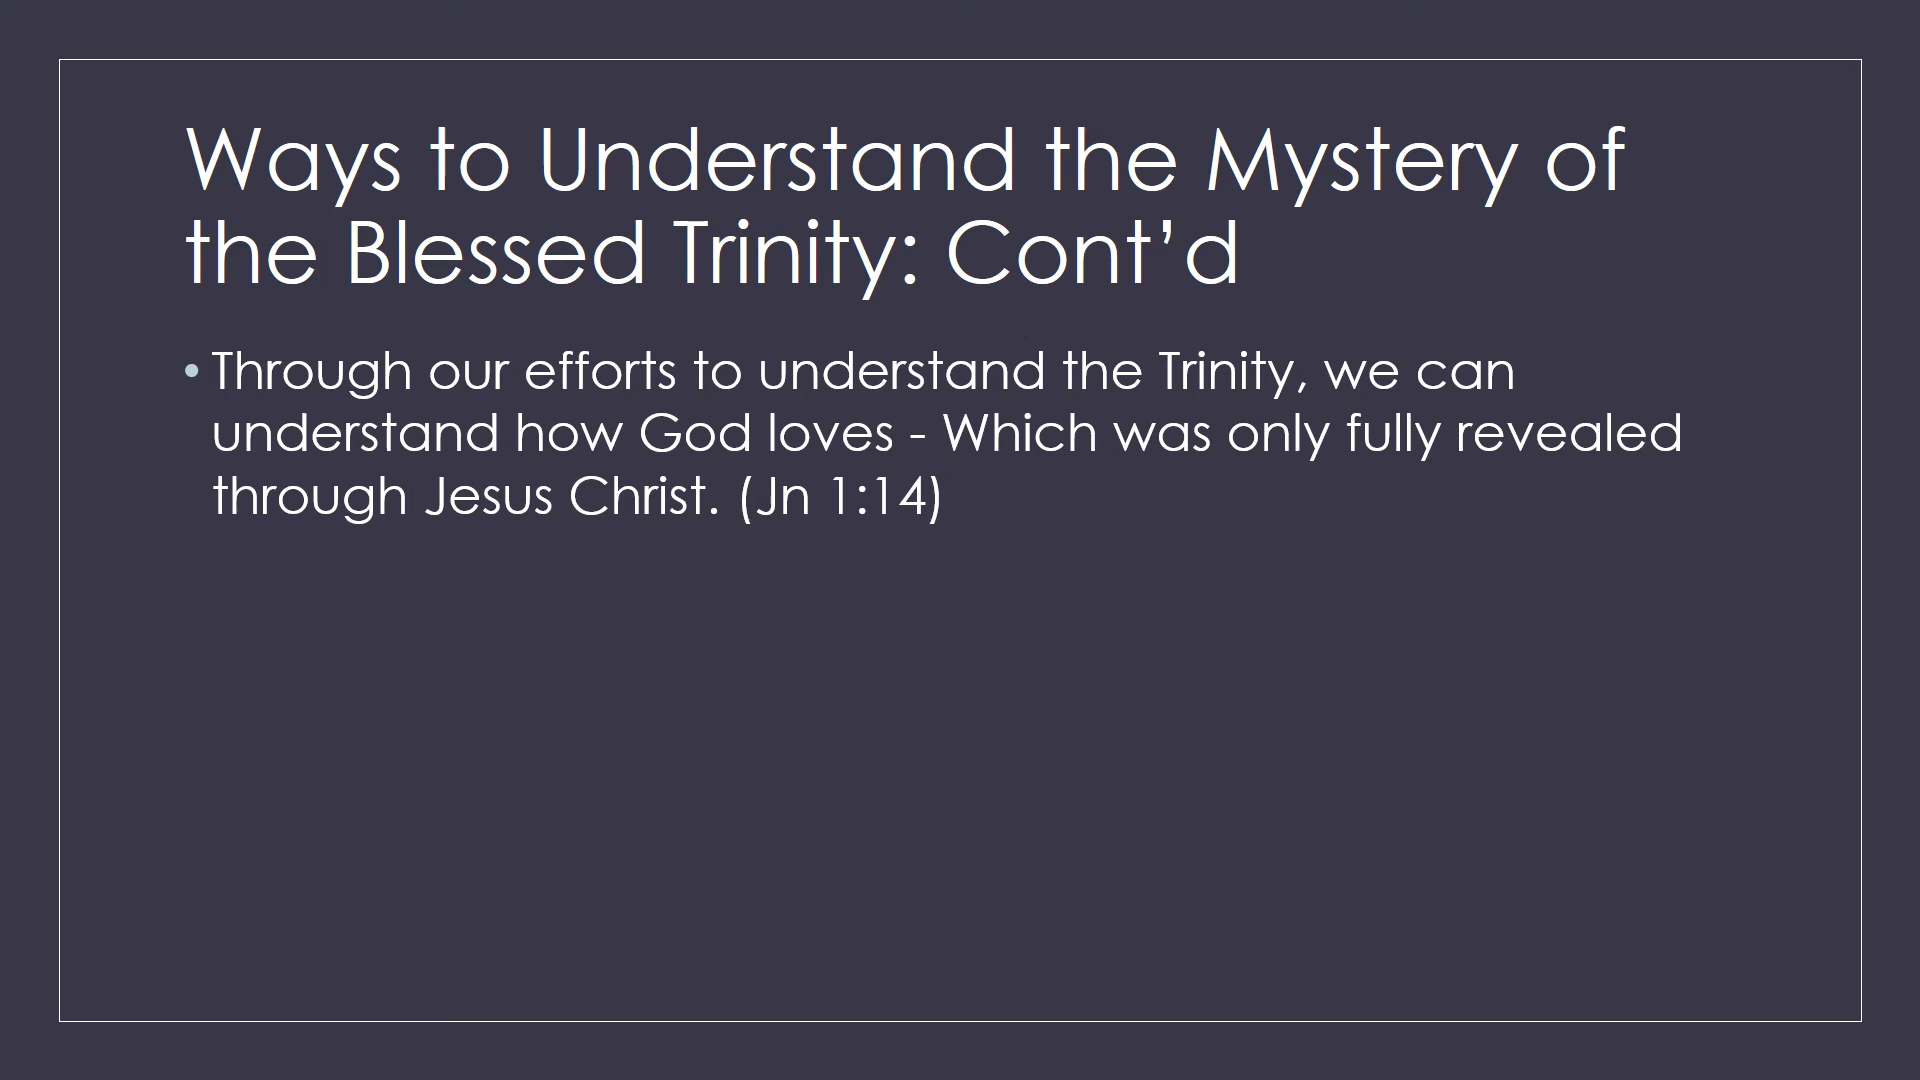 Ways to Understand the Mystery of
the Blessed Trinity: Cont’d
• Through our efforts to understand the Trinity, we can
understand how God loves - Which was only fully revealed
through Jesus Christ. (Jn 1:14)